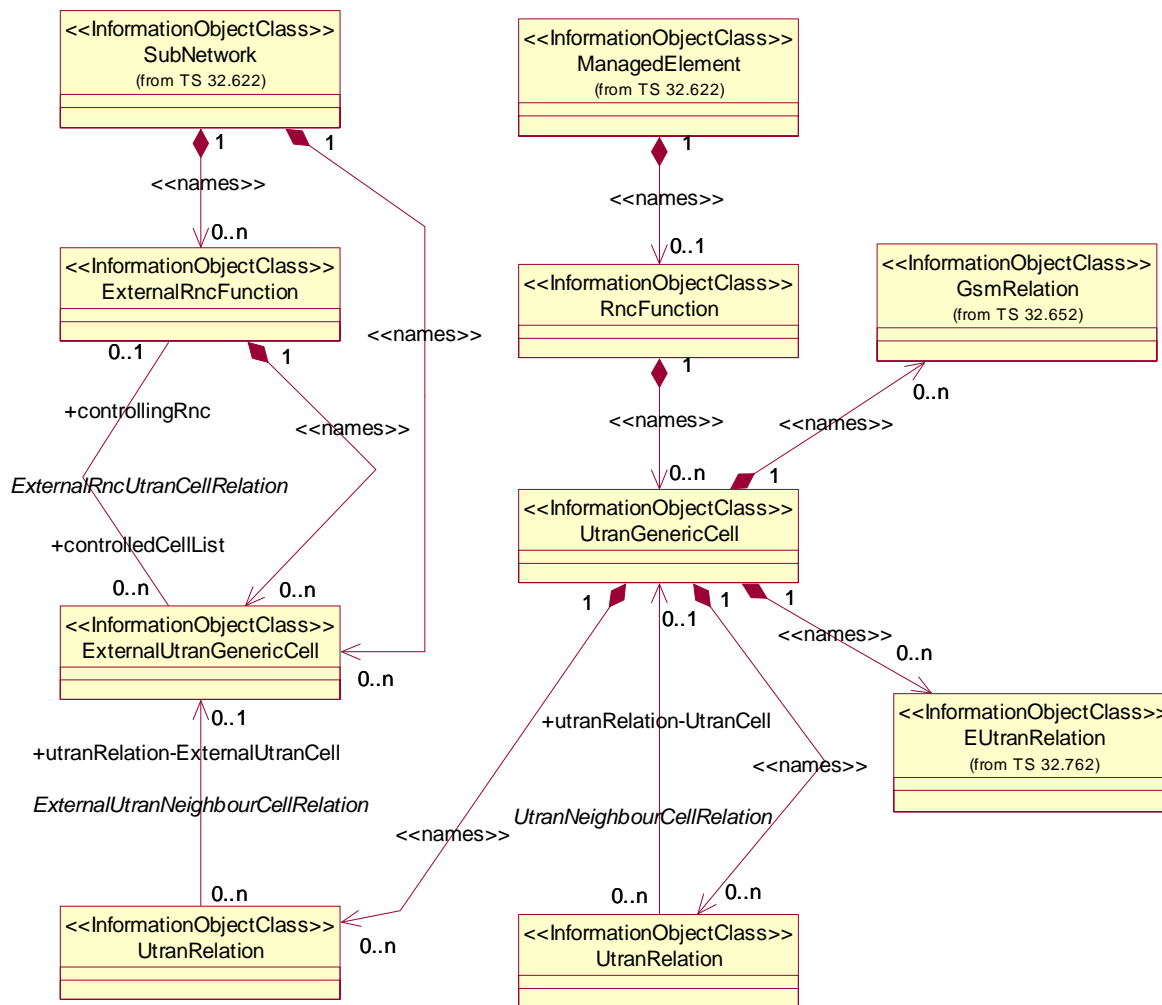 <<InformationObjectClass>>
SubNetwork
(from TS 32.622)
<<InformationObjectClass>>
ManagedElement
(from TS 32.622)
1
1
1
<<names>>
<<names>>
0..n
0..1
<<InformationObjectClass>>
ExternalRncFunction
<<InformationObjectClass>>
RncFunction
<<InformationObjectClass>>
GsmRelation
(from TS 32.652)
<<names>>
0..1
1
1
0..n
+controllingRnc
<<names>>
<<names>>
<<names>>
ExternalRncUtranCellRelation
0..n
1
+controlledCellList
<<InformationObjectClass>>
UtranGenericCell
0..n
0..n
<<InformationObjectClass>>
ExternalUtranGenericCell
1
0..1
1
1
<<names>>
0..n
0..n
0..1
+utranRelation-UtranCell
<<InformationObjectClass>>
EUtranRelation
(from TS 32.762)
+utranRelation-ExternalUtranCell
<<names>>
ExternalUtranNeighbourCellRelation
UtranNeighbourCellRelation
<<names>>
0..n
0..n
0..n
0..n
<<InformationObjectClass>>
UtranRelation
<<InformationObjectClass>>
UtranRelation